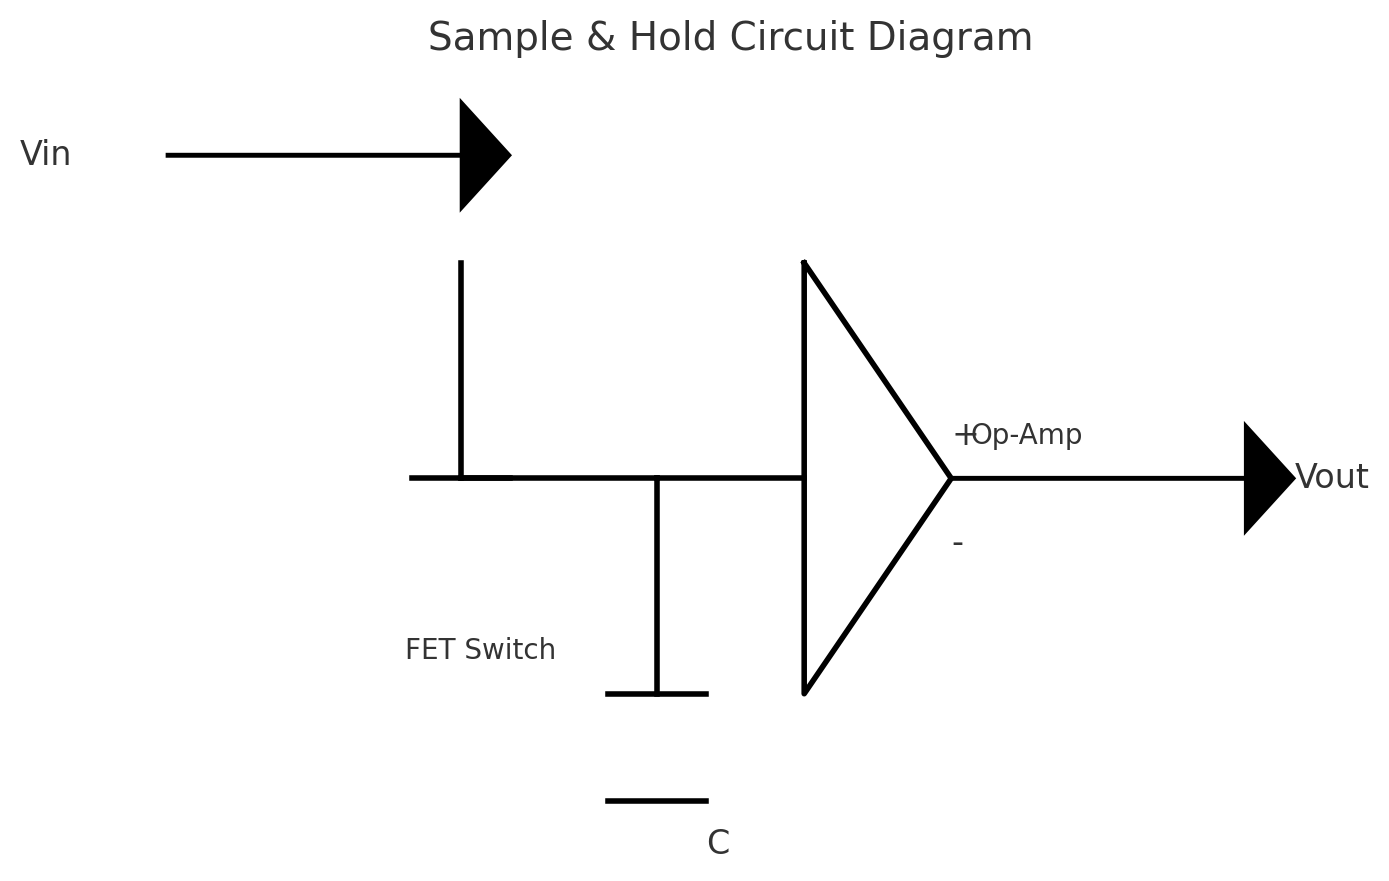 Sample & Hold Circuit Diagram
Vin
+
Op-Amp
Vout
-
FET Switch
C